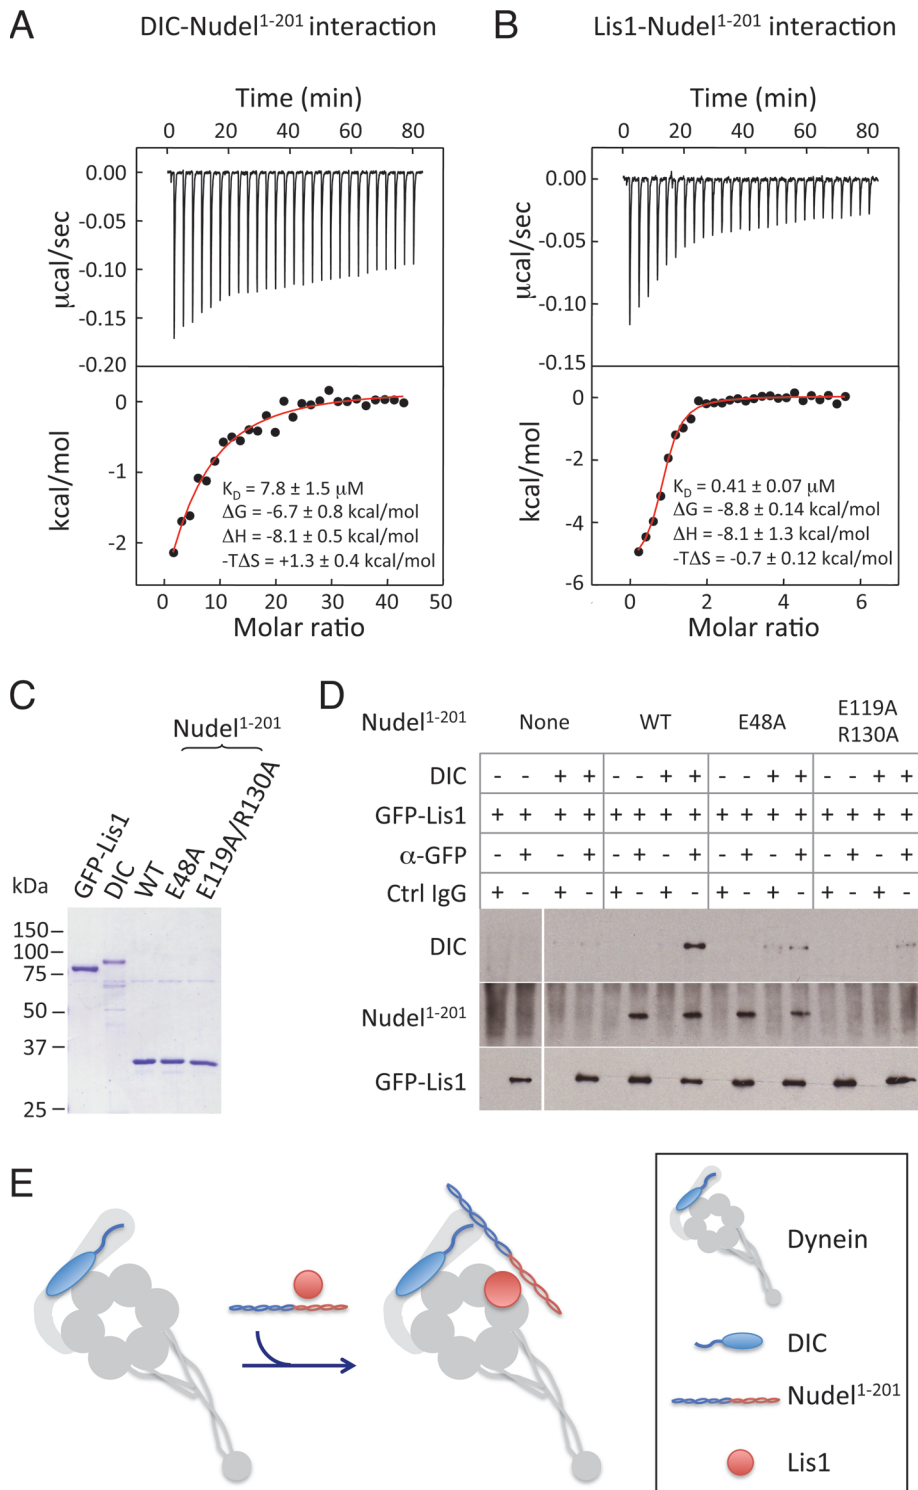 A
DIC-Nudel1-201 interaction
Time (min)
0 20 40 60 80
0.00
-0.05
-0.10
-0.15
-0.20
μcal/sec
0
-1
-2
kcal/mol
KD = 7.8 ± 1.5 μM
ΔG = -6.7 ± 0.8 kcal/mol
ΔH = -8.1 ± 0.5 kcal/mol
-TΔS = +1.3 ± 0.4 kcal/mol
0 10 20 30 40 50
Molar ratio
B
Lis1-Nudel1-201 interaction
Time (min)
0 20 40 60 80
0.00
-0.05
-0.10
-0.15
μcal/sec
0
-2
-4
-6
kcal/mol
KD = 0.41 ± 0.07 μM
ΔG = -8.8 ± 0.14 kcal/mol
ΔH = -8.1 ± 1.3 kcal/mol
-TΔS = -0.7 ± 0.12 kcal/mol
0 2 4 6
Molar ratio
C
Nudel1-201
GFP-Lis1
DIC
WT
E48A
E119A/R130A
kDa
150
100
75
50
37
25
D
Nudel1-201 None WT E48A E119A
R130A
DIC - - + + - - + + - - + + - - + +
GFP-Lis1 + + + + + + + + + + + + + + + +
α-GFP - + - + - + - + - + - + - + - +
Ctrl IgG + - + - + - + - + - + - + - + -
DIC
Nudel1-201
GFP-Lis1
E
Dynein
DIC
Nudel1-201
Lis1